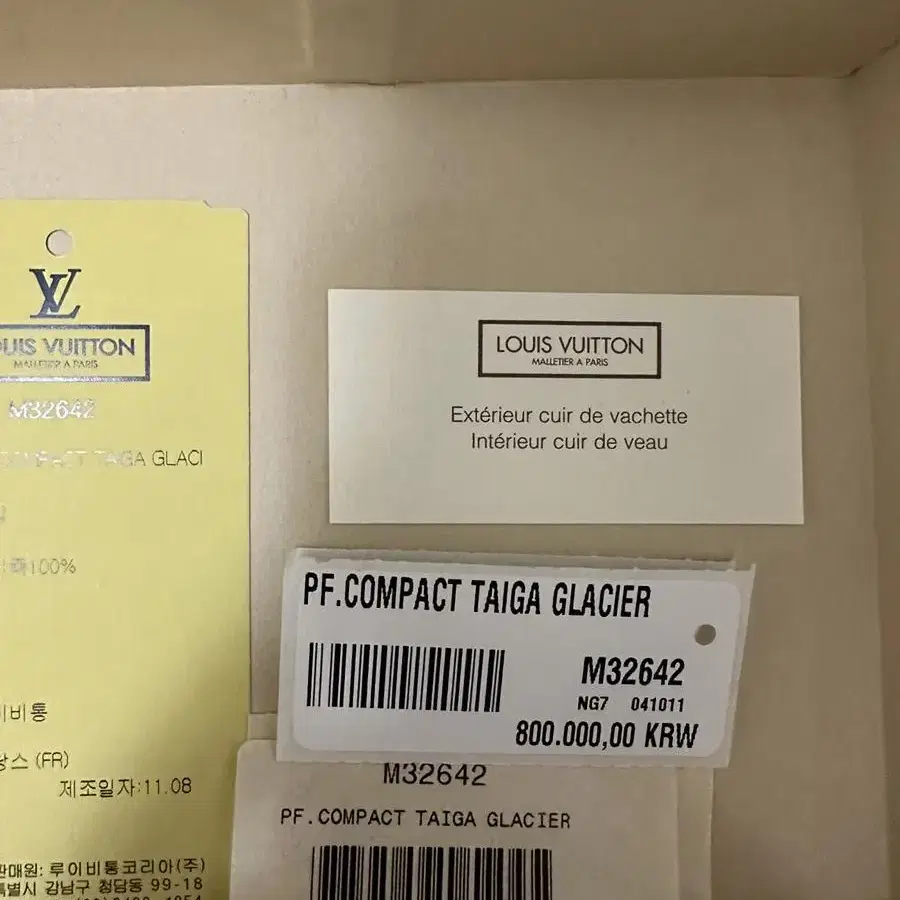 LV
LOUIS VUITTON
MALLETIER A PARIS
M32642
COMPACT TAIGA GLACI
100%
비통
스 (FR)
제조일자:11.08
판매원: 루이비통코리아(주)
특별시 강남구 청담동 99-18
LOUIS VUITTON
MALLETIER A PARIS
Extérieur cuir de vachette
Intérieur cuir de veau
PF.COMPACT TAIGA GLACIER
M32642
NG7 041011
800.000,00 KRW
M32642
PF.COMPACT TAIGA GLACIER